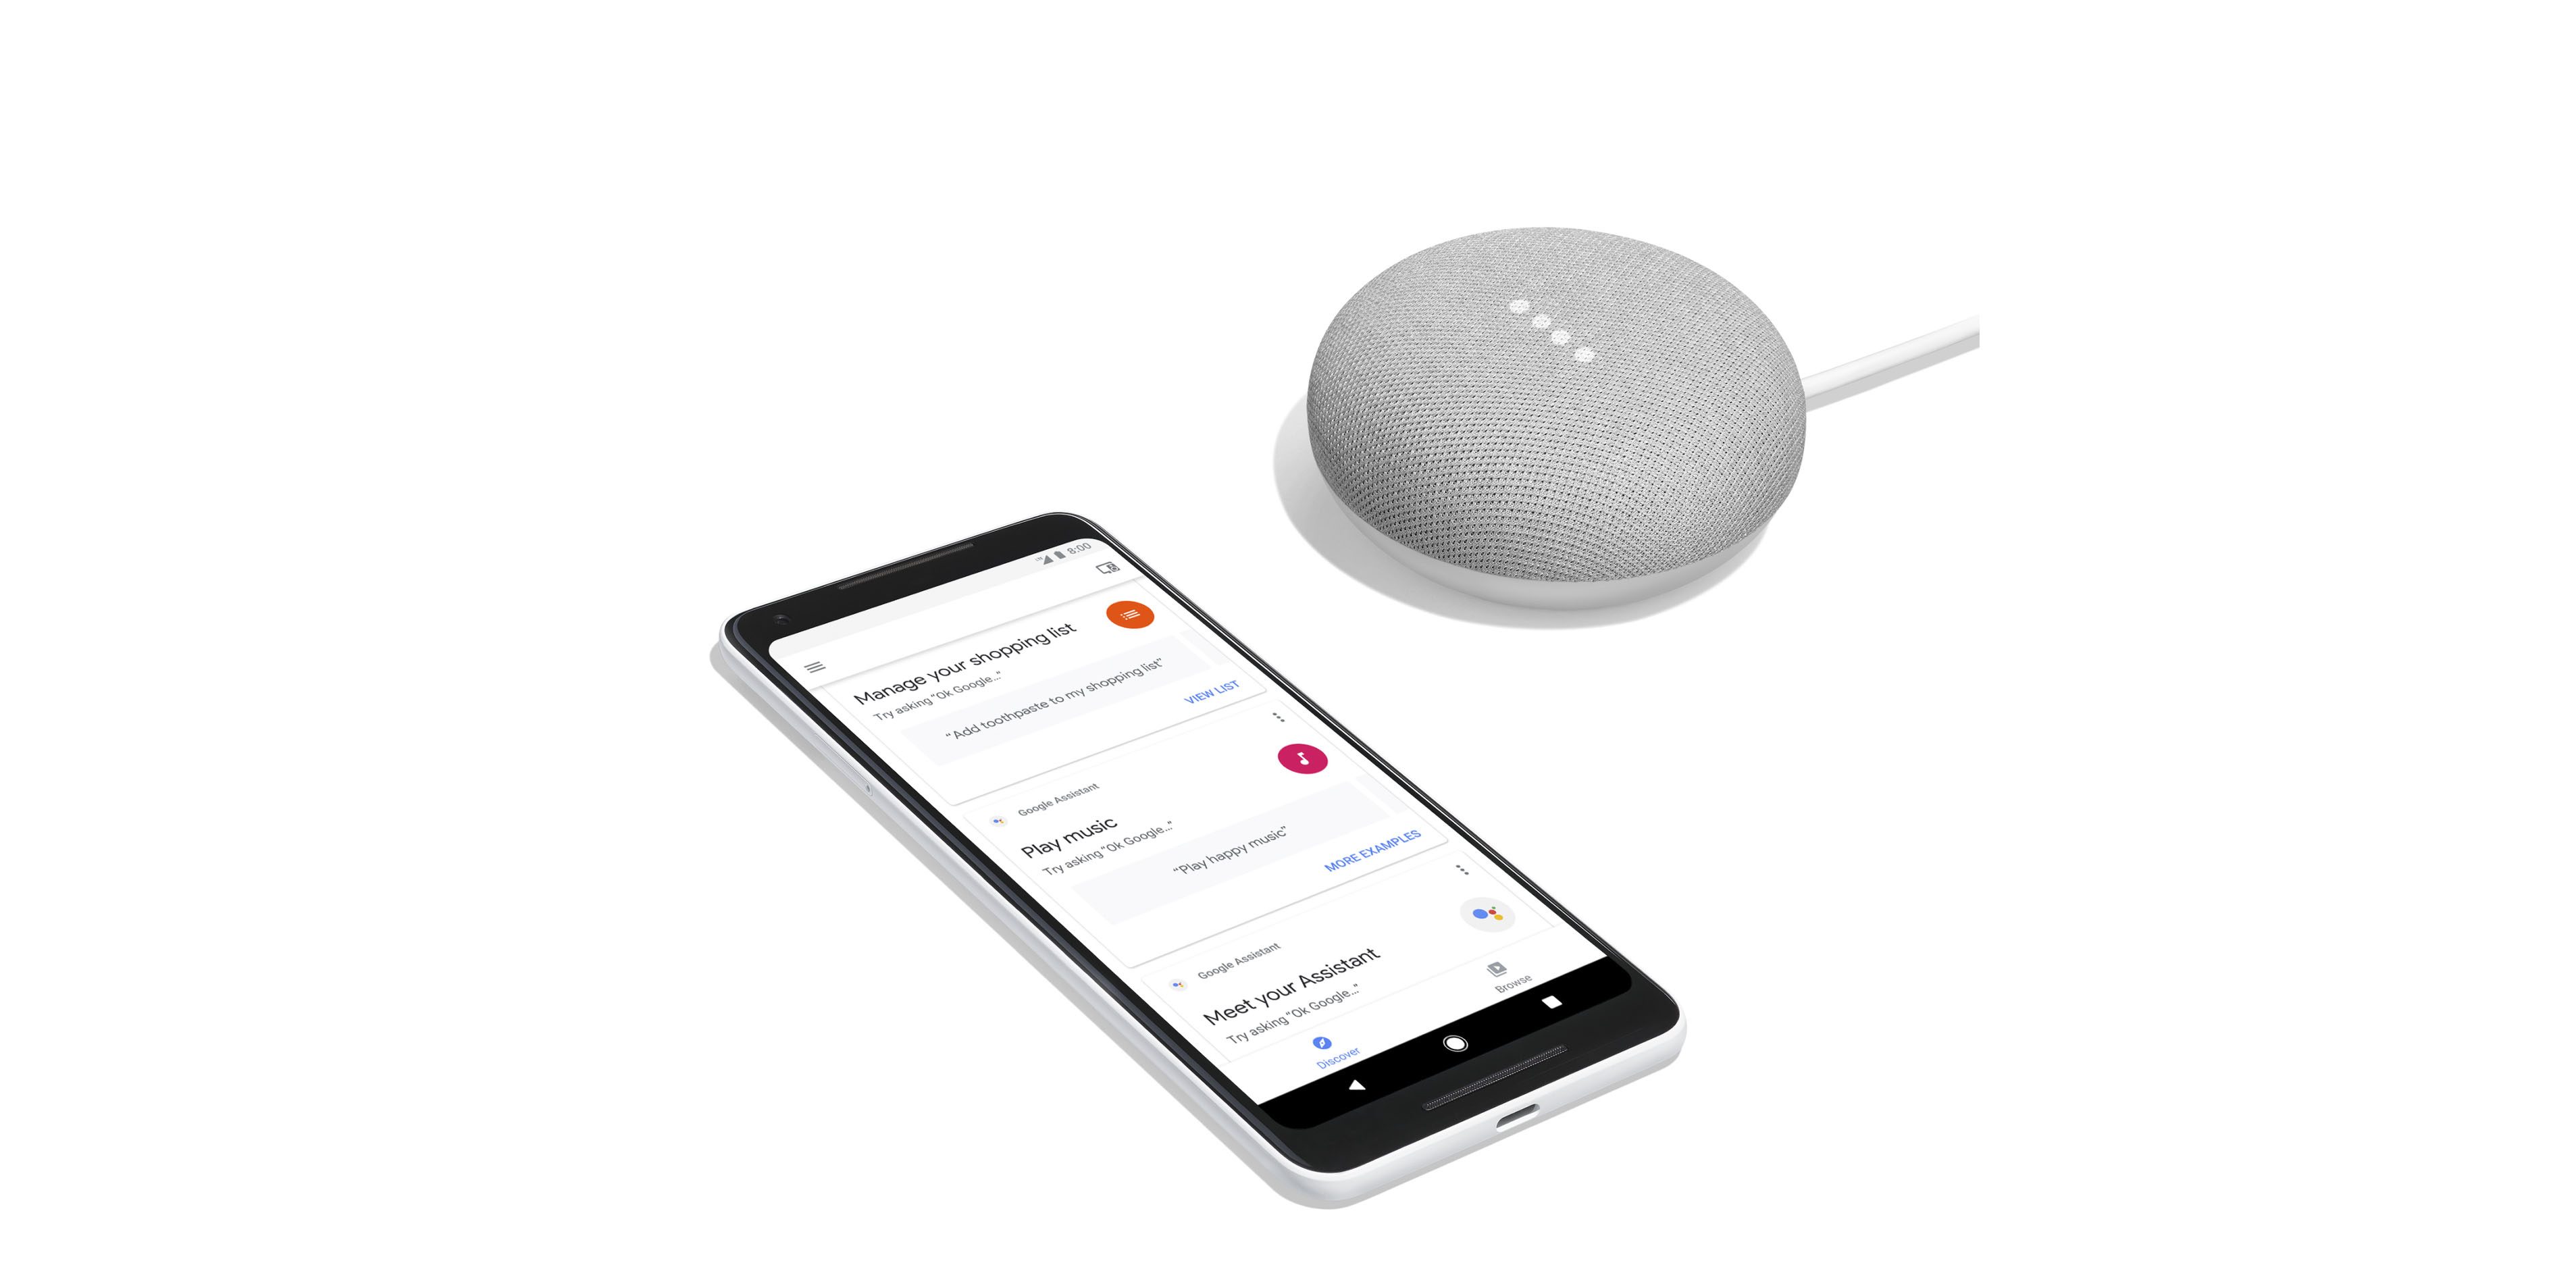 8:00
Manage your shopping list
Try asking “Ok Google...”
“Add toothpaste to my shopping list”
VIEW LIST
Google Assistant
Play music
Try asking “Ok Google...”
“Play happy music”
MORE EXAMPLES
Google Assistant
Meet your Assistant
Try asking “Ok Google...”
Discover
Browse